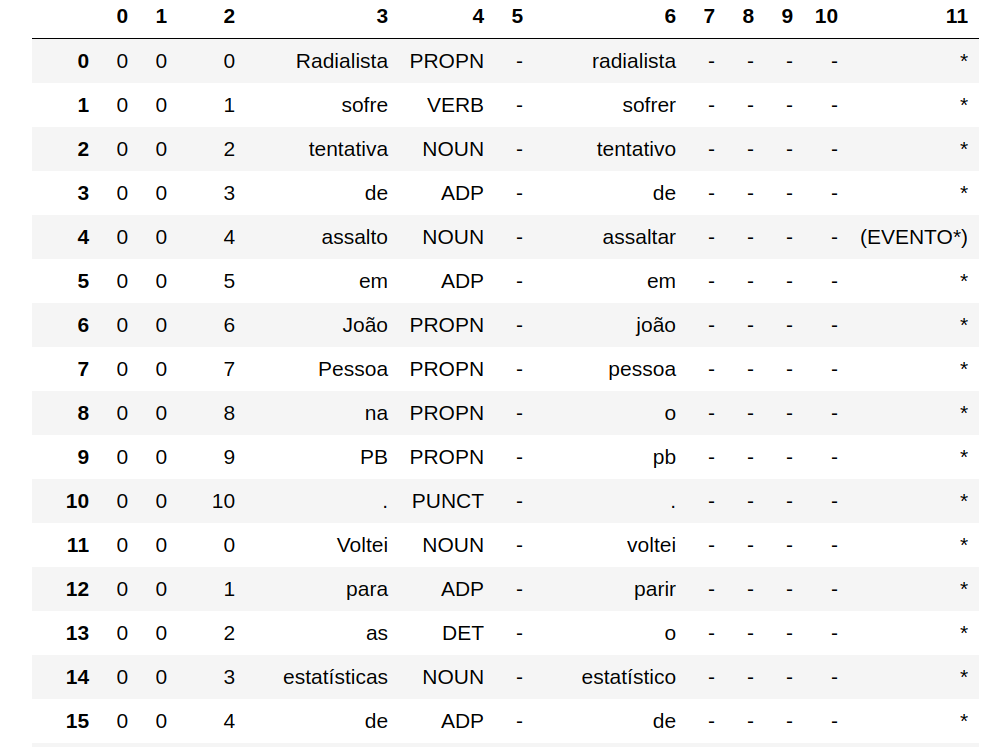 0 1 2 3 4 5 6 7 8 9 10 11
0 0 0 0 Radialista PROPN - radialista - - - - *
1 0 0 1 sofre VERB - sofrer - - - - *
2 0 0 2 tentativa NOUN - tentativo - - - - *
3 0 0 3 de ADP - de - - - - *
4 0 0 4 assalto NOUN - assaltar - - - - (EVENTO*)
5 0 0 5 em ADP - em - - - - *
6 0 0 6 João PROPN - joão - - - - *
7 0 0 7 Pessoa PROPN - pessoa - - - - *
8 0 0 8 na PROPN - o - - - - *
9 0 0 9 PB PROPN - pb - - - - *
10 0 0 10 . PUNCT - . - - - - *
11 0 0 0 Voltei NOUN - voltei - - - - *
12 0 0 1 para ADP - parir - - - - *
13 0 0 2 as DET - o - - - - *
14 0 0 3 estatísticas NOUN - estatístico - - - - *
15 0 0 4 de ADP - de - - - - *